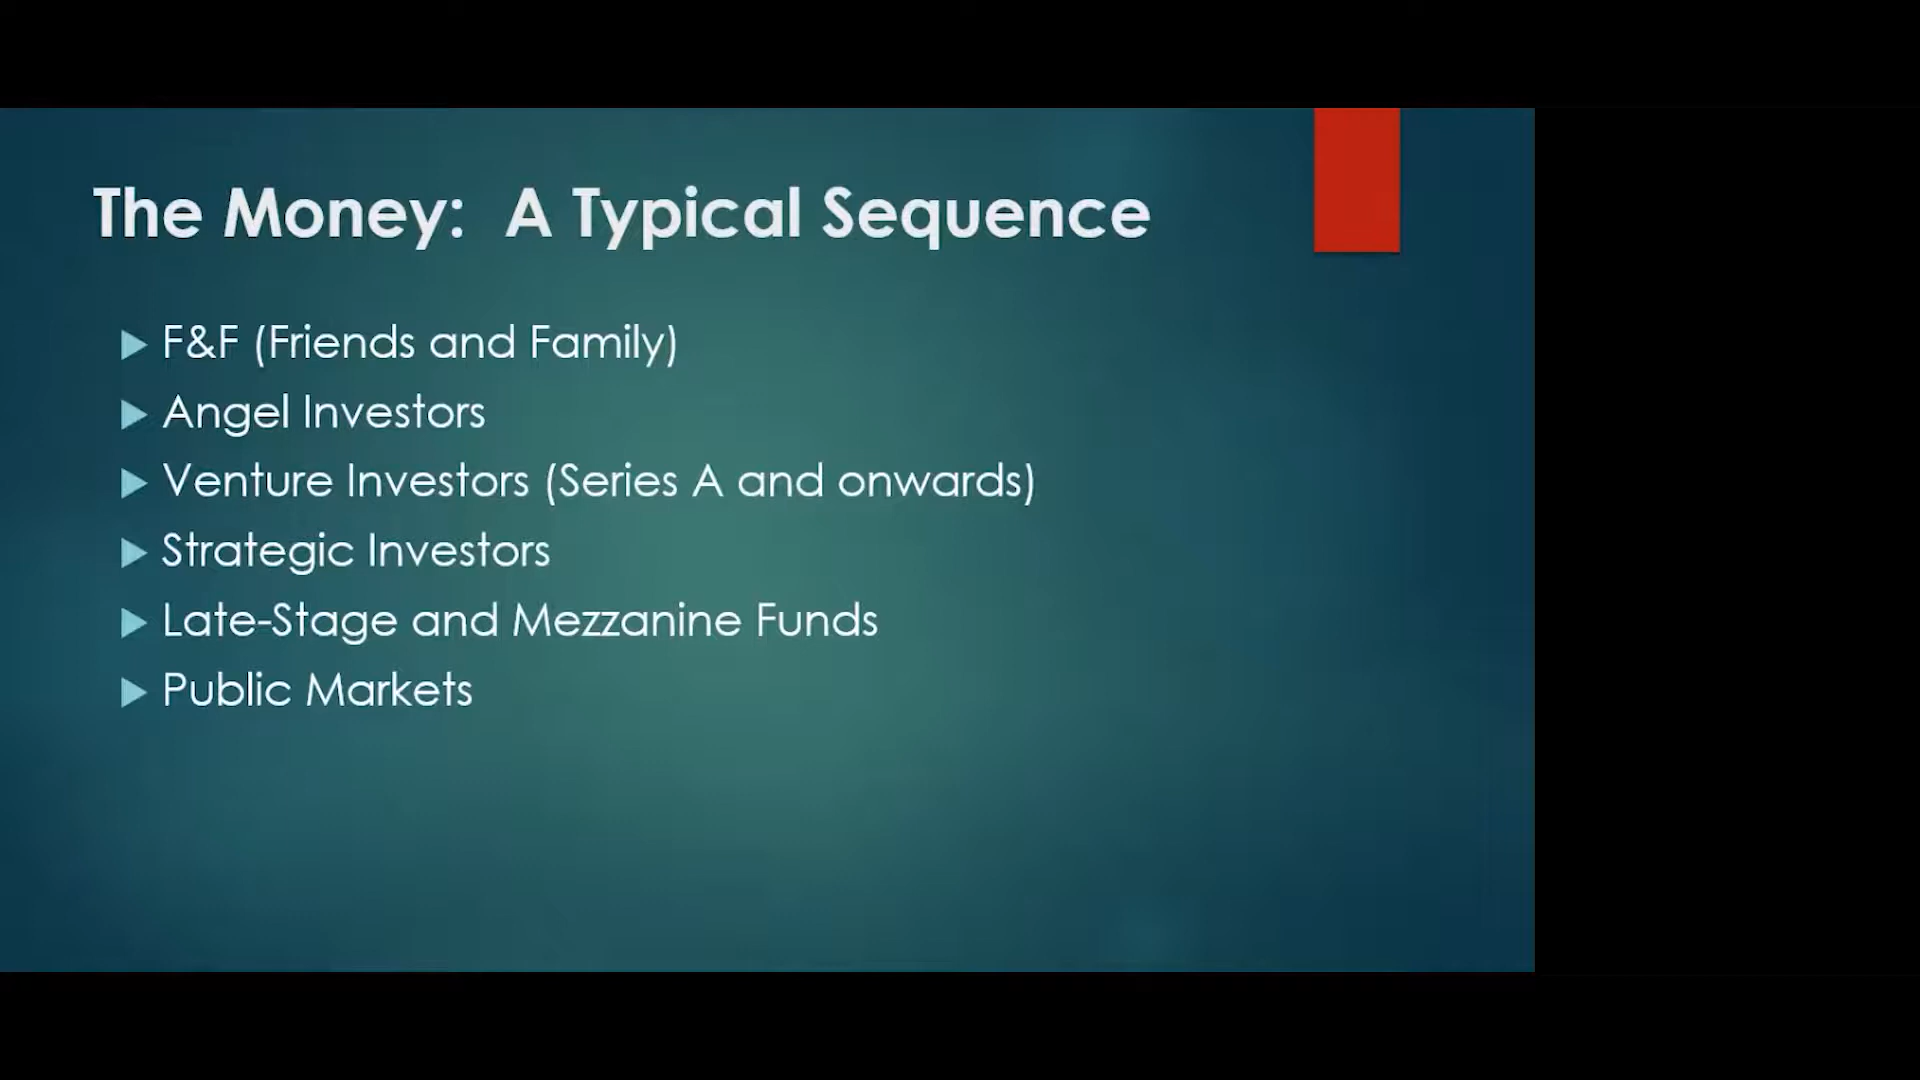 The Money:  A Typical Sequence
F&F (Friends and Family)
Angel Investors
Venture Investors (Series A and onwards)
Strategic Investors
Late-Stage and Mezzanine Funds
Public Markets